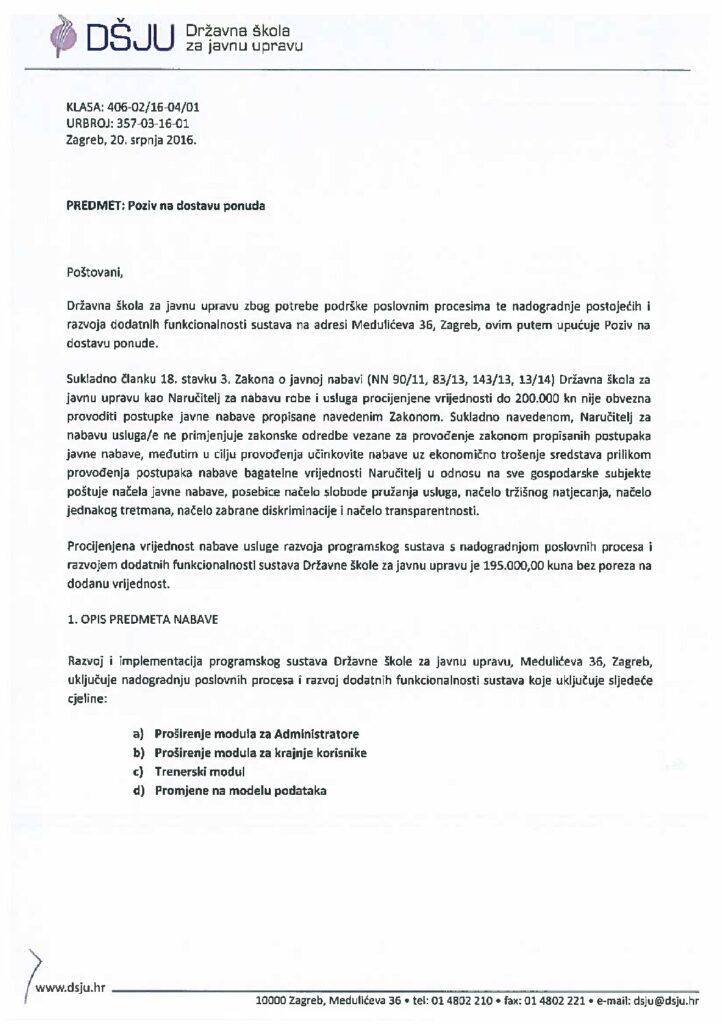 DŠJU Državna škola
za javnu upravu
KLASA: 406-02/16-04/01
URBROJ: 357-03-16-01
Zagreb, 20. srpnja 2016.
PREDMET: Poziv na dostavu ponuda
Poštovani,
Državna škola za javnu upravu zbog potrebe podrške poslovnim procesima te nadogradnje postojećih i
razvoja dodatnih funkcionalnosti sustava na adresi Medulićeva 36, Zagreb, ovim putem upućuje Poziv na
dostavu ponude.
Sukladno članku 18. stavku 3. Zakona o javnoj nabavi (NN 90/11, 83/13, 143/13, 13/14) Državna škola za
javnu upravu kao Naručitelj za nabavu robe i usluga procijenjene vrijednosti do 200.000 kn nije obvezna
provoditi postupke javne nabave propisane navedenim Zakonom. Sukladno navedenom, Naručitelj za
nabavu usluga/e ne primjenjuje zakonske odredbe vezane za provođenje zakonom propisanih postupaka
javne nabave, međutim u cilju provođenja učinkovite nabave uz ekonomično trošenje sredstava prilikom
provođenja postupaka nabave bagatelne vrijednosti Naručitelj u odnosu na sve gospodarske subjekte
poštuje načela javne nabave, posebice načelo slobode pružanja usluga, načelo tržišnog natjecanja, načelo
jednakog tretmana, načelo zabrane diskriminacije i načelo transparentnosti.
Procijenjena vrijednost nabave usluge razvoja programskog sustava s nadogradnjom poslovnih procesa i
razvojem dodatnih funkcionalnosti sustava Državne škole za javnu upravu je 195.000,00 kuna bez poreza na
dodanu vrijednost.
1. OPIS PREDMETA NABAVE
Razvoj i implementacija programskog sustava Državne škole za javnu upravu, Medulićeva 36, Zagreb,
uključuje nadogradnju poslovnih procesa i razvoj dodatnih funkcionalnosti sustava koje uključuje sljedeće
cjeline:
a) Proširenje modula za Administratore
b) Proširenje modula za krajnje korisnike
c) Trenerski modul
d) Promjene na modelu podataka
www.dsju.hr
10000 Zagreb, Medulićeva 36 • tel: 01 4802 210 • fax: 01 4802 221 • e-mail: dsju@dsju.hr